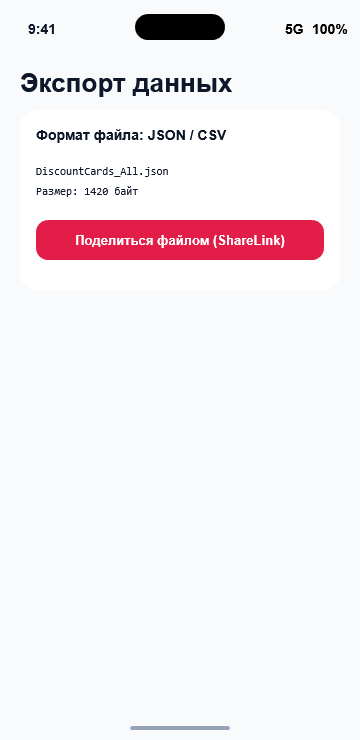 9:41
5G 100%
Экспорт данных
Формат файла: JSON / CSV
DiscountCards_All.json
Размер: 1420 байт
Поделиться файлом (ShareLink)